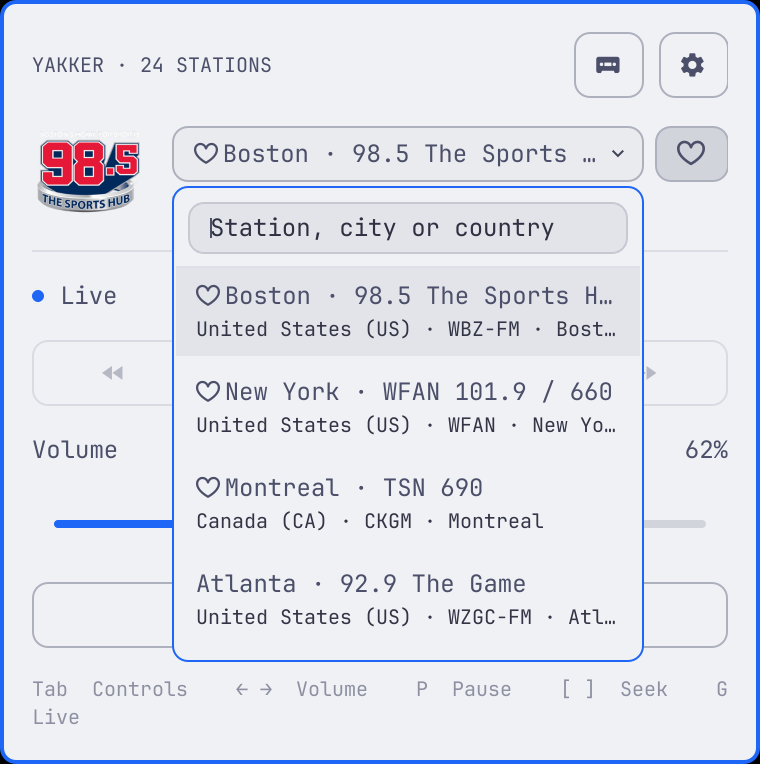 YAKKER · 24 STATIONS
98.5
THE SPORTS HUB
Boston · 98.5 The Sports …
Station, city or country
Boston · 98.5 The Sports H…
United States (US) · WBZ-FM · Bost…
Live
New York · WFAN 101.9 / 660
United States (US) · WFAN · New Yo…
Volume
62%
Montreal · TSN 690
Canada (CA) · CKGM · Montreal
Atlanta · 92.9 The Game
United States (US) · WZGC-FM · Atl…
Tab Controls ← → Volume P Pause [ ] Seek G
Live